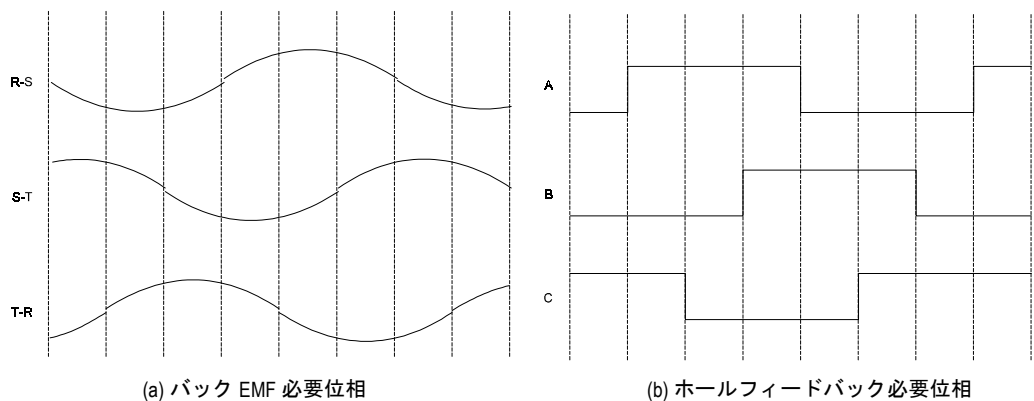 R-S
S-T
T-R
A
B
C
(a) バック EMF 必要位相
(b) ホールフィードバック必要位相